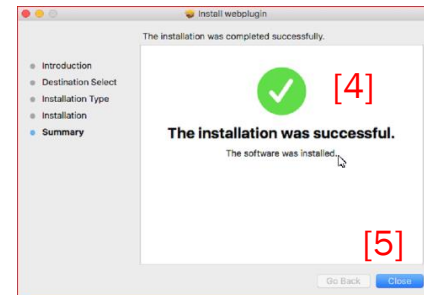 Install webplugin
The installation was completed successfully.
Introduction
Destination Select
Installation Type
Installation
Summary
[4]
The installation was successful.
The software was installed.
[5]
Go Back
Close